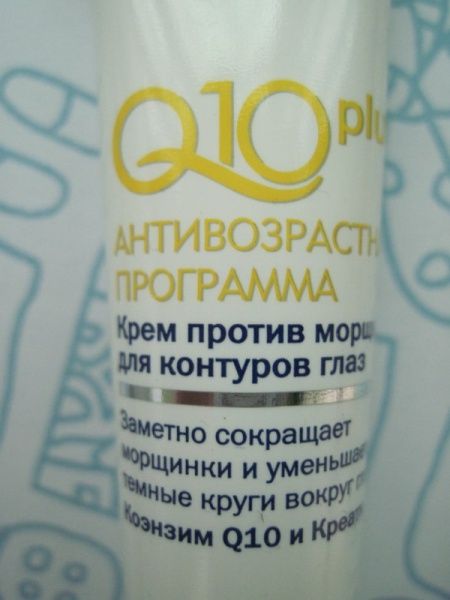 Q10 plu
АНТИВОЗРАСТН
ПРОГРАММА
Крем против морщ
для контуров глаз
Заметно сокращает
морщинки и уменьшае
темные круги вокруг г
Коэнзим Q10 и Креат